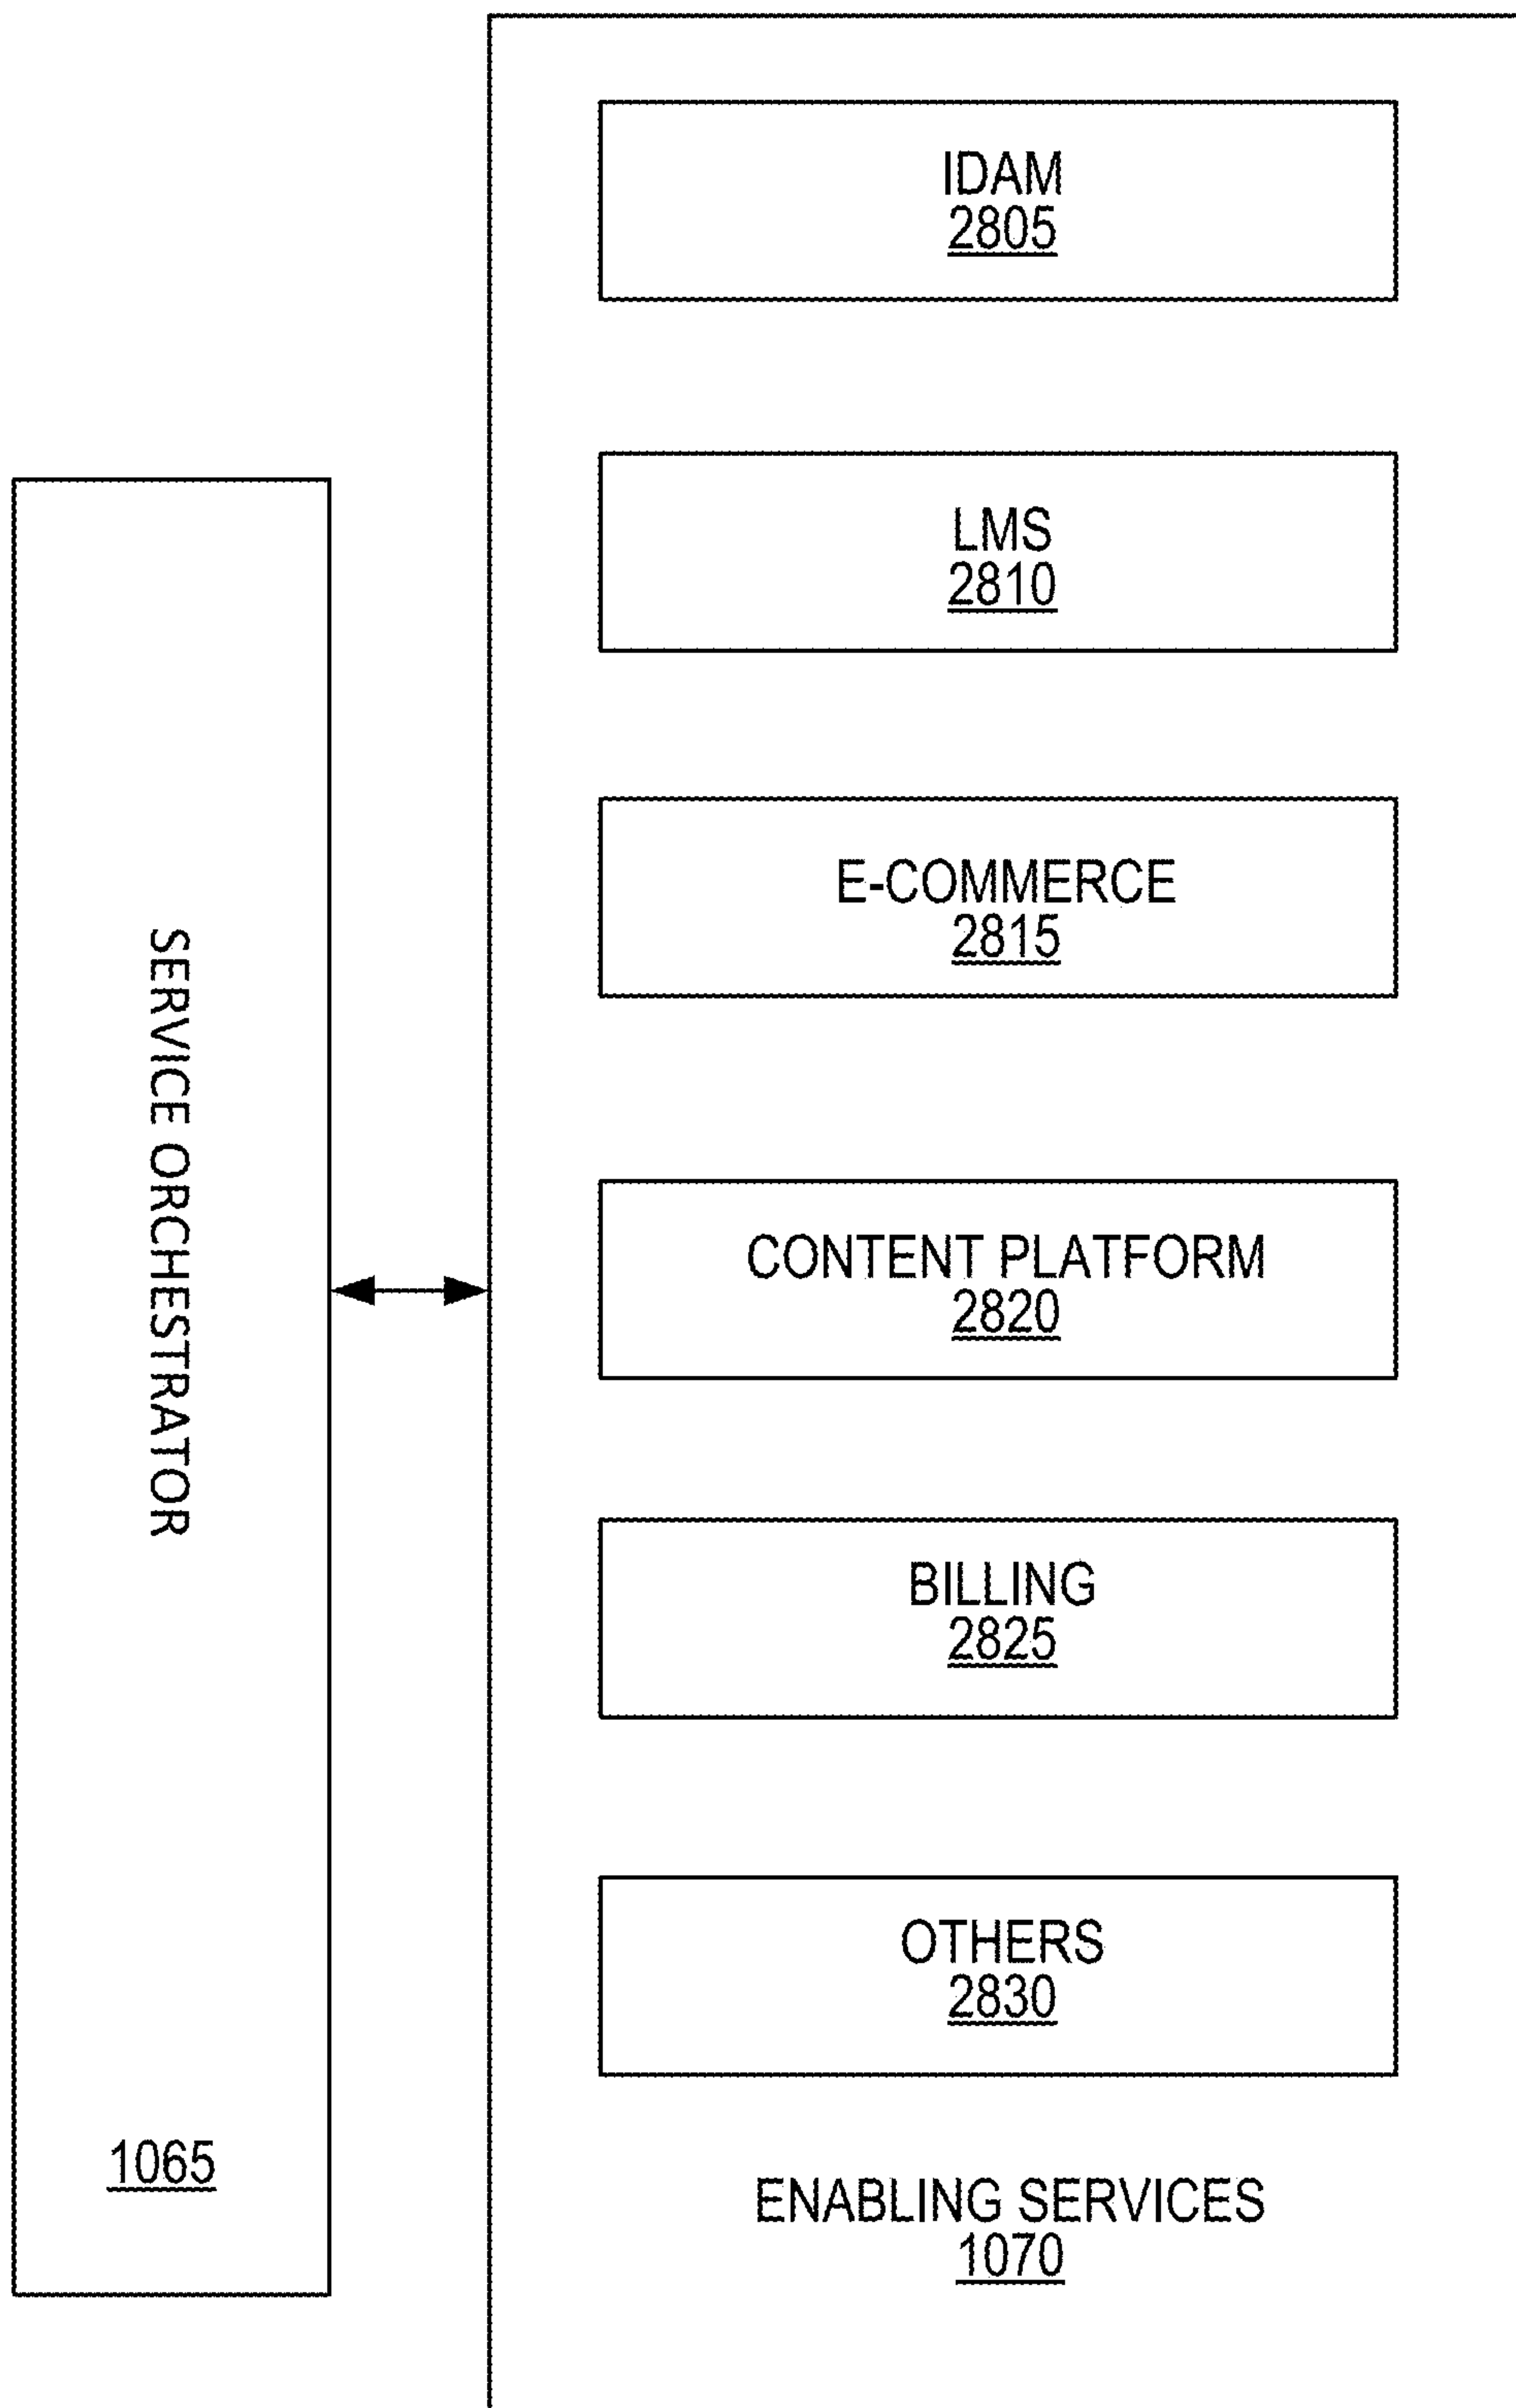 IDAM
2805
LMS
2810
E-COMMERCE
2815
CONTENT PLATFORM
2820
BILLING
2825
OTHERS
2830
ENABLING SERVICES
1070
SERVICE ORCHESTRATOR
1065